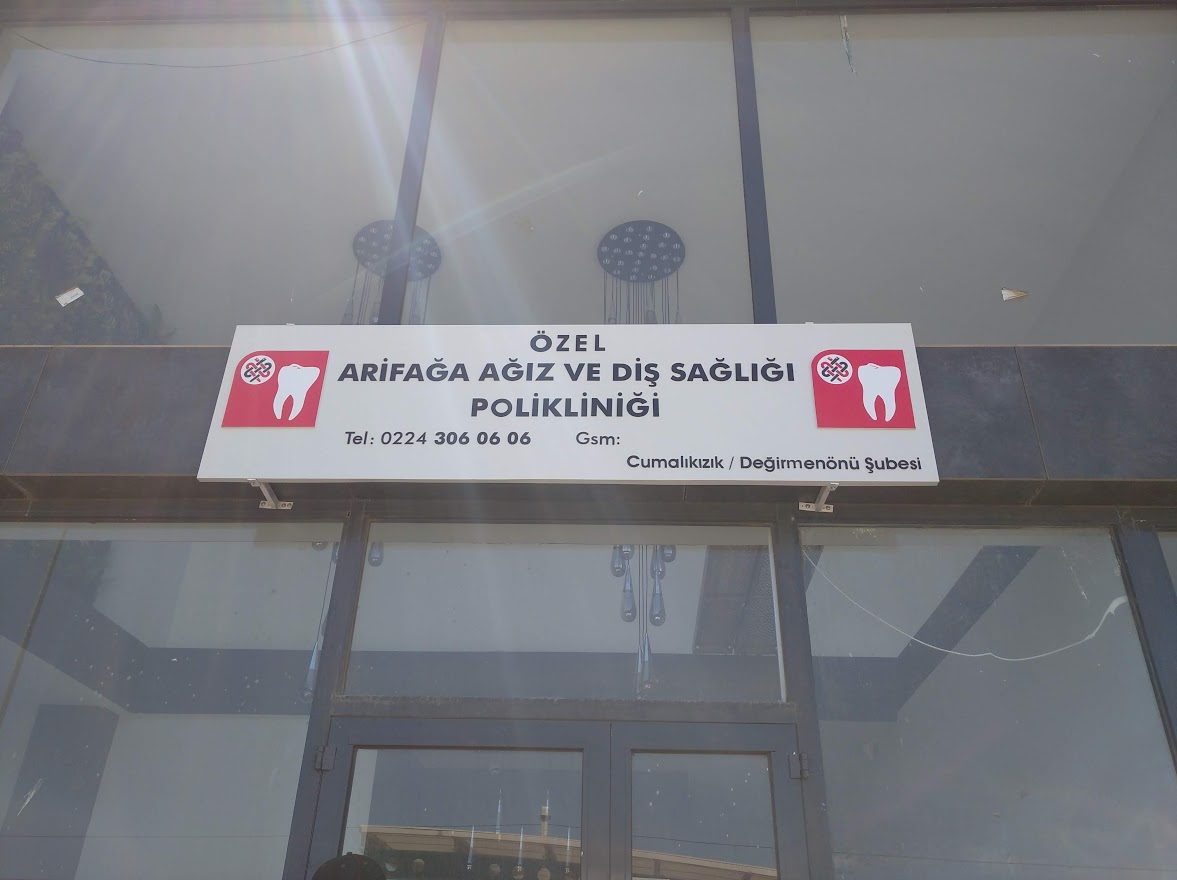 ÖZEL
ARİFAĞA AĞIZ VE DİŞ SAĞLIĞI
POLİKLİNİĞİ
Tel: 0224 306 06 06 Gsm:
Cumalıkızık / Değirmenönü Şubesi